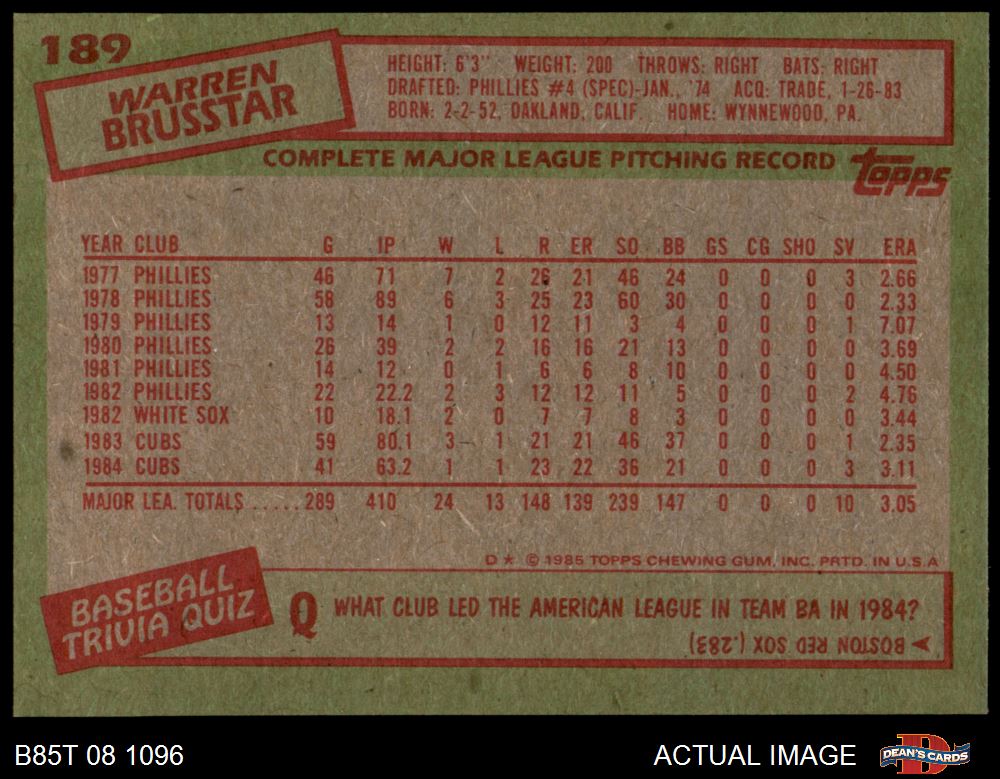 189
WARREN
BRUSSTAR
HEIGHT: 6'3" WEIGHT: 200 THROWS: RIGHT BATS: RIGHT
DRAFTED: PHILLIES #4 (SPEC)-JAN., '74 ACQ: TRADE, 1-26-83
BORN: 2-2-52, OAKLAND, CALIF. HOME: WYNNEWOOD, PA.
COMPLETE MAJOR LEAGUE PITCHING RECORD
topps
YEAR CLUB G IP W L R ER SO BB GS CG SHO SV ERA
1977 PHILLIES 46 71 7 2 26 21 46 24 0 0 0 3 2.66
1978 PHILLIES 58 89 6 3 25 23 60 30 0 0 0 0 2.33
1979 PHILLIES 13 14 1 0 12 11 3 4 0 0 0 1 7.07
1980 PHILLIES 26 39 2 2 16 16 21 13 0 0 0 0 3.69
1981 PHILLIES 14 12 0 1 6 6 8 10 0 0 0 0 4.50
1982 PHILLIES 22 22.2 2 3 12 12 11 5 0 0 0 2 4.76
1982 WHITE SOX 10 18.1 2 0 7 7 8 3 0 0 0 0 3.44
1983 CUBS 59 80.1 3 1 21 21 46 37 0 0 0 1 2.35
1984 CUBS 41 63.2 1 1 23 22 36 21 0 0 0 3 3.11
MAJOR LEA. TOTALS ..... 289 410 24 13 148 139 239 147 0 0 0 10 3.05
D * © 1985 TOPPS CHEWING GUM, INC. PRTD. IN U.S.A
BASEBALL
TRIVIA QUIZ
Q WHAT CLUB LED THE AMERICAN LEAGUE IN TEAM BA IN 1984?
BOSTON RED SOX (.283)
B85T 08 1096
ACTUAL IMAGE
DEAN'S CARDS